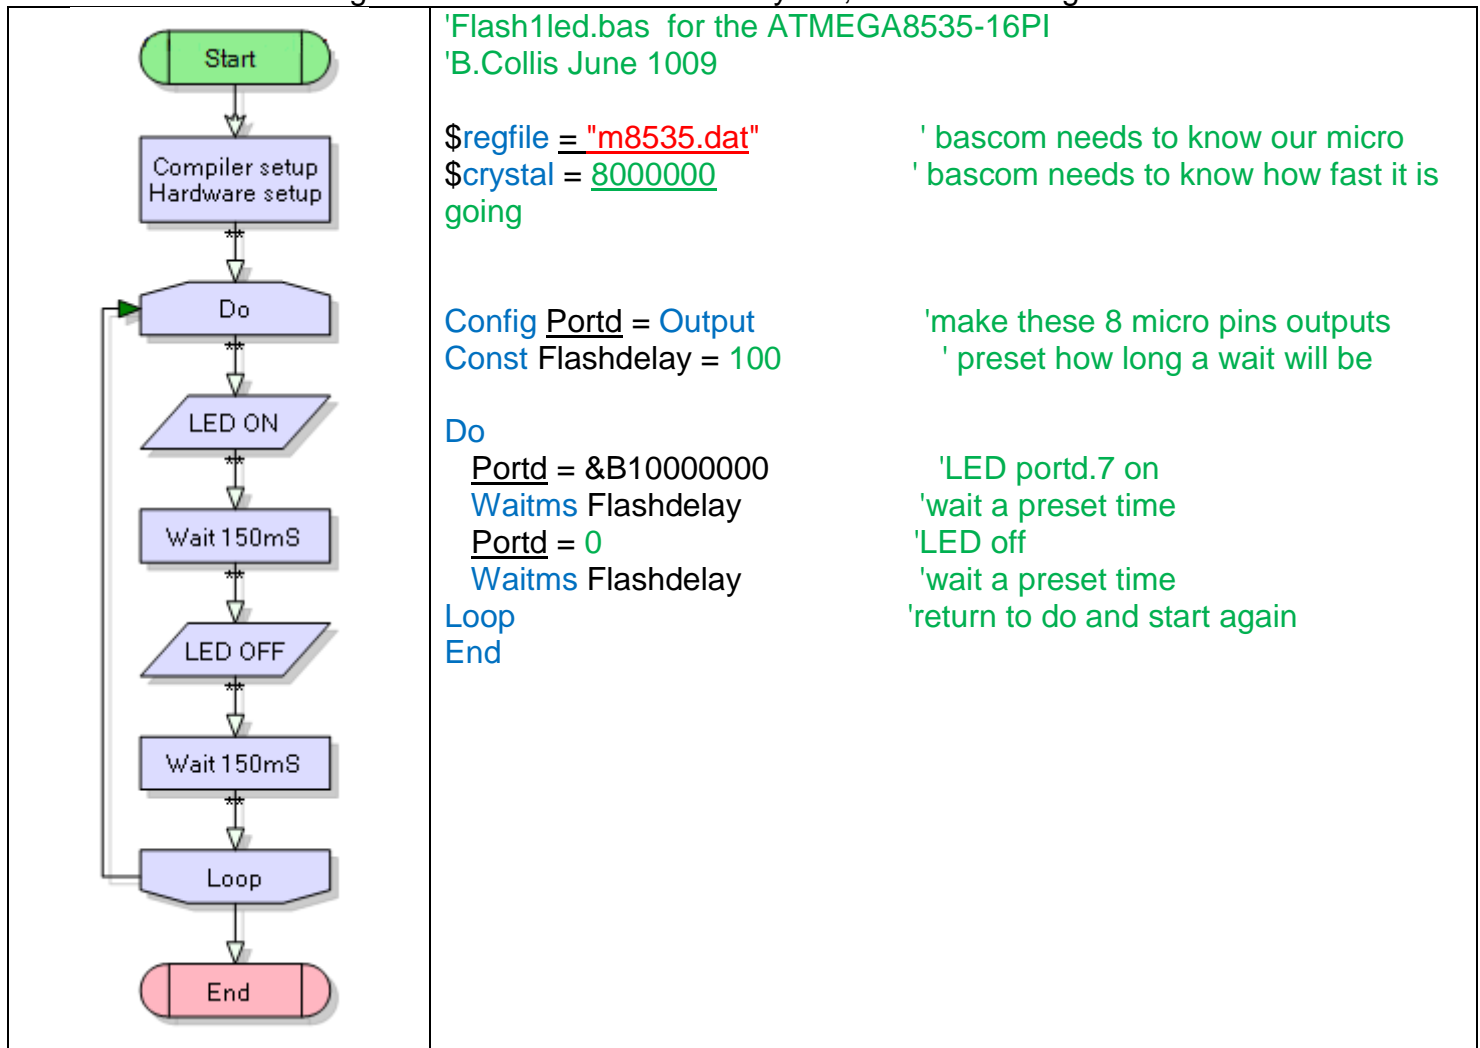 Start
Compiler setup
Hardware setup
Do
LED ON
Wait 150mS
LED OFF
Wait 150mS
Loop
End
'Flash1led.bas for the ATMEGA8535-16PI
'B.Collis June 1009
$regfile = "m8535.dat" ' bascom needs to know our micro
$crystal = 8000000 ' bascom needs to know how fast it is
going
Config Portd = Output 'make these 8 micro pins outputs
Const Flashdelay = 100 ' preset how long a wait will be
Do
Portd = &B10000000 'LED portd.7 on
Waitms Flashdelay 'wait a preset time
Portd = 0 'LED off
Waitms Flashdelay 'wait a preset time
Loop 'return to do and start again
End